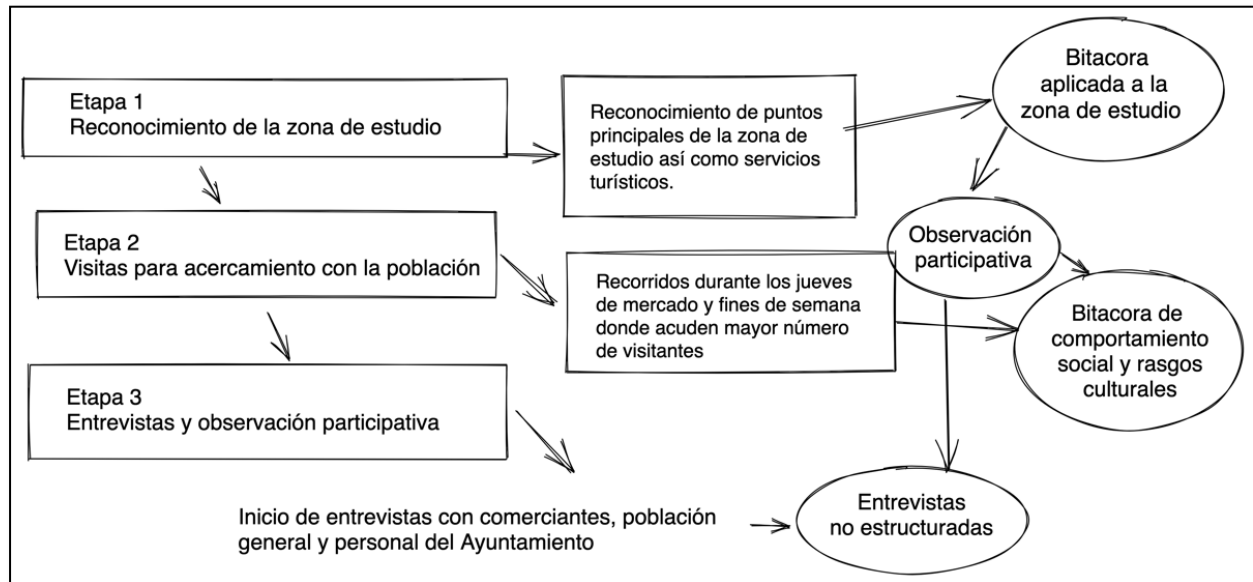 Etapa 1
Reconocimiento de la zona de estudio
Reconocimiento de puntos
principales de la zona de
estudio así como servicios
turísticos.
Bitacora
aplicada a la
zona de estudio
Etapa 2
Visitas para acercamiento con la población
Recorridos durante los jueves
de mercado y fines de semana
donde acuden mayor número
de visitantes
Observación
participativa
Bitacora de
comportamiento
social y rasgos
culturales
Etapa 3
Entrevistas y observación participativa
Inicio de entrevistas con comerciantes, población
general y personal del Ayuntamiento
Entrevistas
no estructuradas